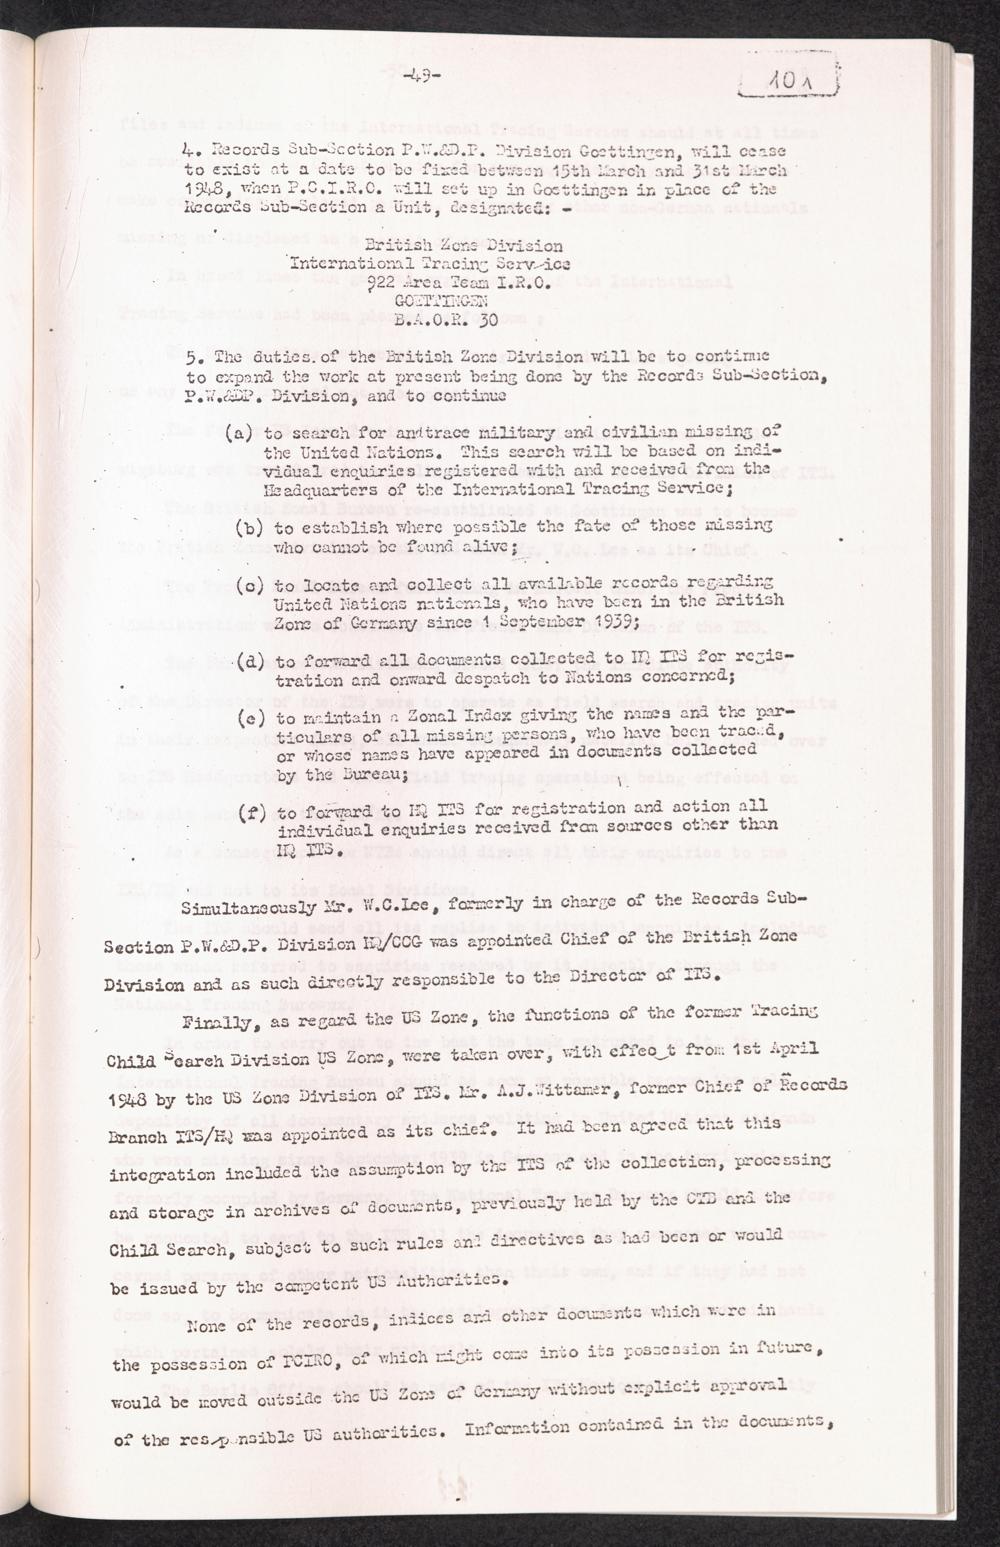 -49-
101
4. Records Sub-Section P.W.&D.P. Division Goettingen, will cease
to exist at a date to be fixed between 15th March and 31st March
1948, when P.C.I.R.O. will set up in Goettingen in place of the
Records Sub-Section a Unit, designated: -
British Zone Division
International Tracing Service
922 Area Team I.R.O.
GOETTINGEN
B.A.O.R. 30
5. The duties.of the British Zone Division will be to continue
to expand the work at present being done by the Records Sub-Section,
P.W.&DP. Division, and to continue
(a) to search for and trace military and civilian missing of
the United Nations. This search will be based on indi-
vidual enquiries registered with and received from the
Headquarters of the International Tracing Service;
(b) to establish where possible the fate of those missing
who cannot be found alive;
(c) to locate and collect all available records regarding
United Nations nationals, who have been in the British
Zone of Germany since 1 September 1939;
(d) to forward all documents collected to HQ ITS for regis-
tration and onward despatch to Nations concerned;
(e) to maintain a Zonal Index giving the names and the par-
ticulars of all missing persons, who have been traced,
or whose names have appeared in documents collected
by the Bureau;
(f) to forward to HQ ITS for registration and action all
individual enquiries received from sources other than
HQ ITS.
Simultaneously Mr. W.C.Lee, formerly in charge of the Records Sub-
Section P.W.&D.P. Division HQ/CCG was appointed Chief of the British Zone
Division and as such directly responsible to the Director of ITS.
Finally, as regard the US Zone, the functions of the former Tracing
Child Search Division US Zone, were taken over, with effec t from 1st April
1948 by the US Zone Division of ITS. Mr. A.J.Wittamer, former Chief of Records
Branch ITS/HQ was appointed as its chief. It had been agreed that this
integration included the assumption by the ITS of the collection, processing
and storage in archives of documents, previously held by the CTB and the
Child Search, subject to such rules and directives as had been or would
be issued by the competent US Authorities.
None of the records, indices and other documents which were in
the possession of PCIRO, of which might come into its possession in future,
would be moved outside the US Zone of Germany without explicit approval
of the responsible US authorities. Information contained in the documents,